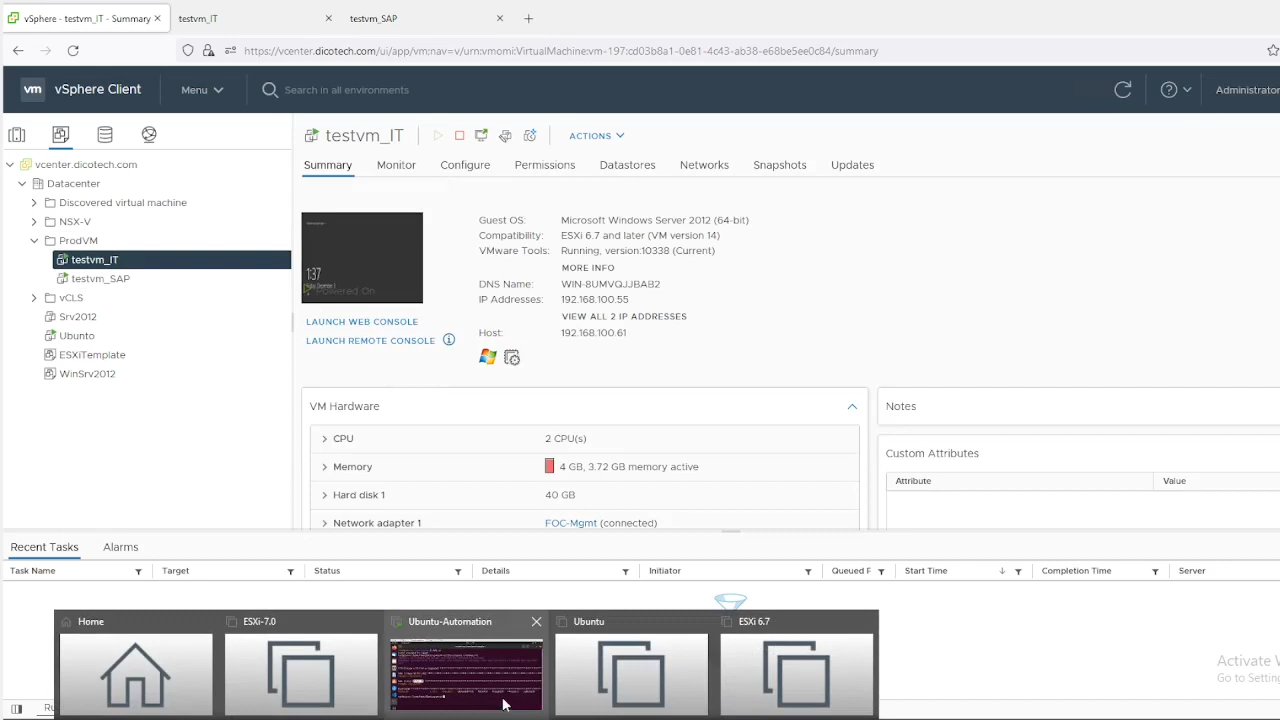 vSphere - testvm_IT - Summary
testvm_IT
testvm_SAP
https://vcenter.dicotech.com/ui/app/vm;nav=v/urn:vmomi:VirtualMachine:vm-197:cd03b8a1-0e81-4c43-ab38-e68be5ee0c84/summary
vm vSphere Client
Menu
Search in all environments
Administrator
vcenter.dicotech.com
Datacenter
Discovered virtual machine
NSX-V
ProdVM
testvm_IT
testvm_SAP
vCLS
Srv2012
Ubunto
ESXiTemplate
WinSrv2012
testvm_IT
ACTIONS
Summary
Monitor
Configure
Permissions
Datastores
Networks
Snapshots
Updates
1:37
Powered On
LAUNCH WEB CONSOLE
LAUNCH REMOTE CONSOLE
Guest OS: Microsoft Windows Server 2012 (64-bit)
Compatibility: ESXi 6.7 and later (VM version 14)
VMware Tools: Running, version:10338 (Current)
MORE INFO
DNS Name: WIN-8UMVQJJBAB2
IP Addresses: 192.168.100.55
VIEW ALL 2 IP ADDRESSES
Host: 192.168.100.61
VM Hardware
CPU 2 CPU(s)
Memory 4 GB, 3.72 GB memory active
Hard disk 1 40 GB
Network adapter 1 FOC-Mgmt (connected)
Notes
Custom Attributes
Attribute Value
Recent Tasks
Alarms
Task Name
Target
Status
Details
Initiator
Queued F
Start Time
Completion Time
Server
Home
ESXi-7.0
Ubuntu-Automation
Ubuntu
ESXi 6.7